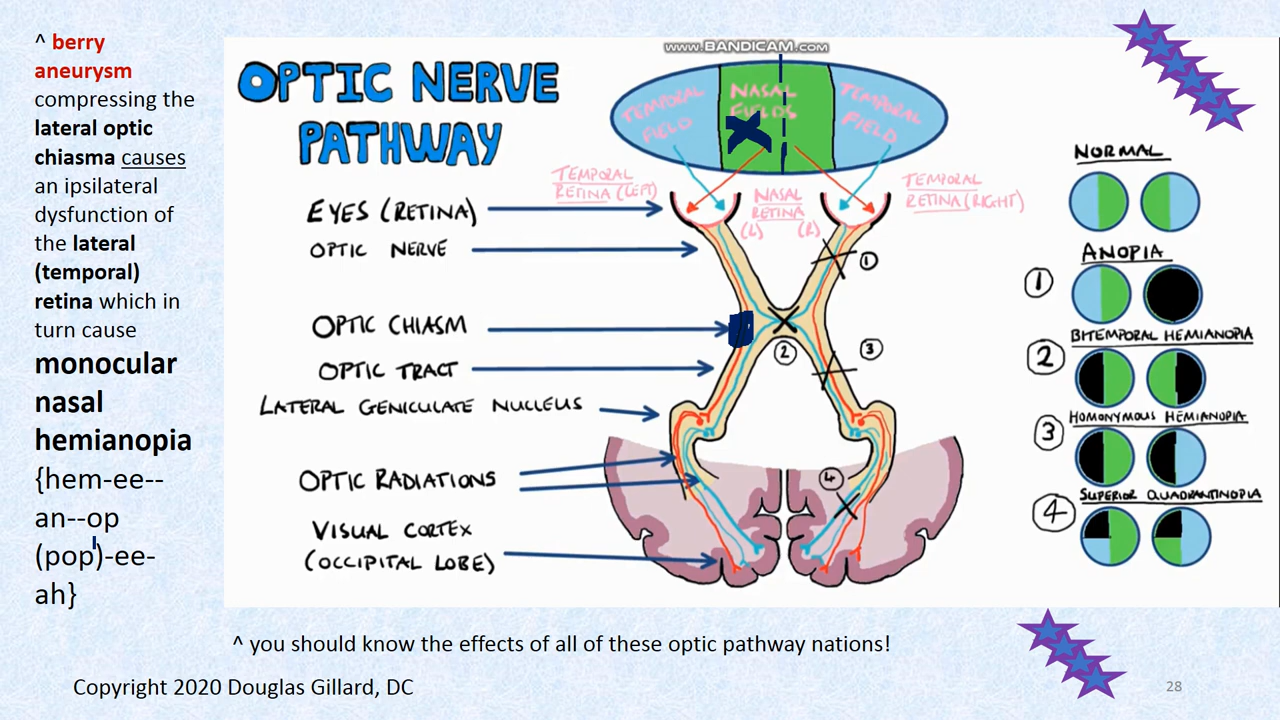 ^ berry
aneurysm
compressing the
lateral optic
chiasma causes
an ipsilateral
dysfunction of
the lateral
(temporal)
retina which in
turn cause
monocular
nasal
hemianopia
{hem-ee--
an--op
(pop)-ee-
ah}
www.BANDICAM.com
OPTIC NERVE
PATHWAY
TEMPORAL
FIELD
NASAL
FIELDS
TEMPORAL
FIELD
TEMPORAL
RETINA (LEFT)
NASAL
RETINA
(L) (R)
TEMPORAL
RETINA (RIGHT)
EYES (RETINA)
OPTIC NERVE
OPTIC CHIASM
OPTIC TRACT
LATERAL GENICULATE NUCLEUS
OPTIC RADIATIONS
VISUAL CORTEX
(OCCIPITAL LOBE)
1
2
3
4
NORMAL
ANOPIA
1
BITEMPORAL HEMIANOPIA
2
HOMONYMOUS HEMIANOPIA
3
SUPERIOR QUADRANTINOPIA
4
^ you should know the effects of all of these optic pathway nations!
Copyright 2020 Douglas Gillard, DC
28